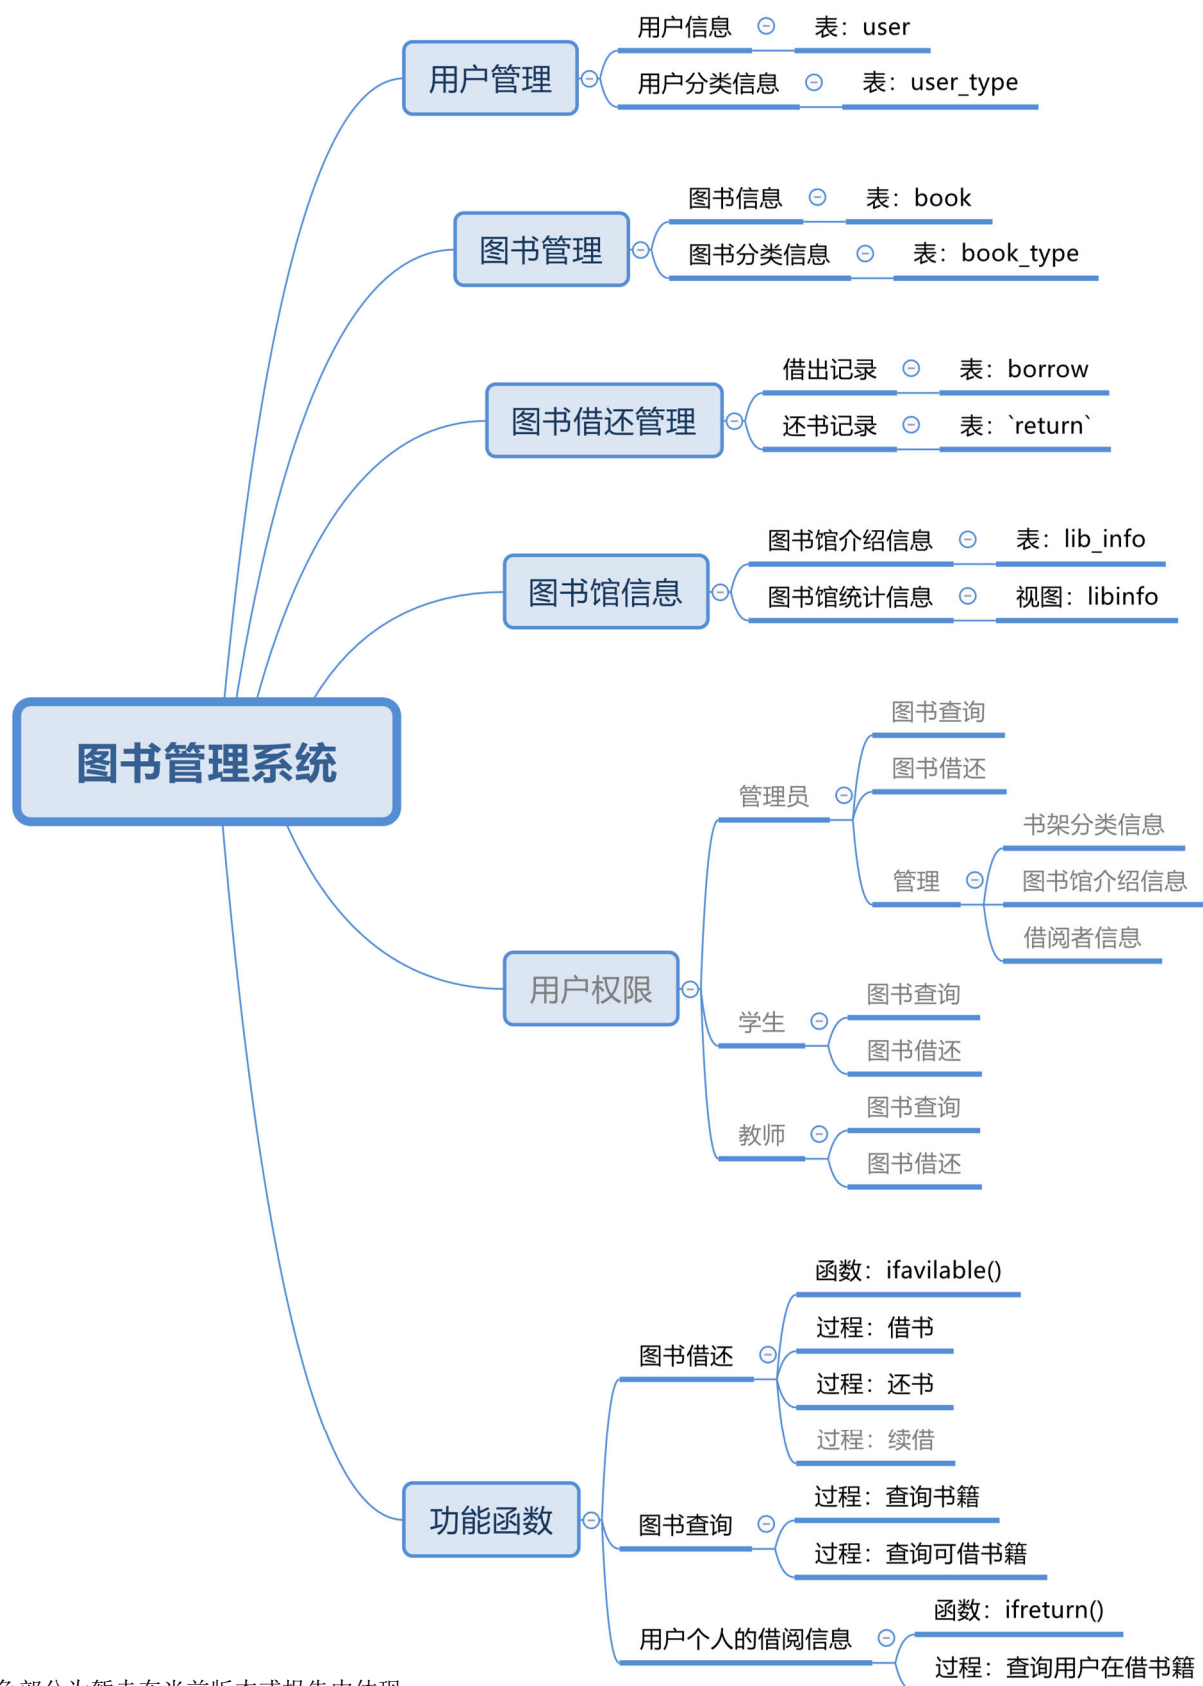 用户管理
用户信息
表：user
用户分类信息
表：user_type
图书管理
图书信息
表：book
图书分类信息
表：book_type
图书借还管理
借出记录
表：borrow
还书记录
表：`return`
图书馆信息
图书馆介绍信息
表：lib_info
图书馆统计信息
视图：libinfo
图书管理系统
用户权限
管理员
图书查询
图书借还
管理
书架分类信息
图书馆介绍信息
借阅者信息
学生
图书查询
图书借还
教师
图书查询
图书借还
功能函数
图书借还
函数：ifavilable()
过程：借书
过程：还书
过程：续借
图书查询
过程：查询书籍
过程：查询可借书籍
用户个人的借阅信息
函数：ifreturn()
过程：查询用户在借书籍